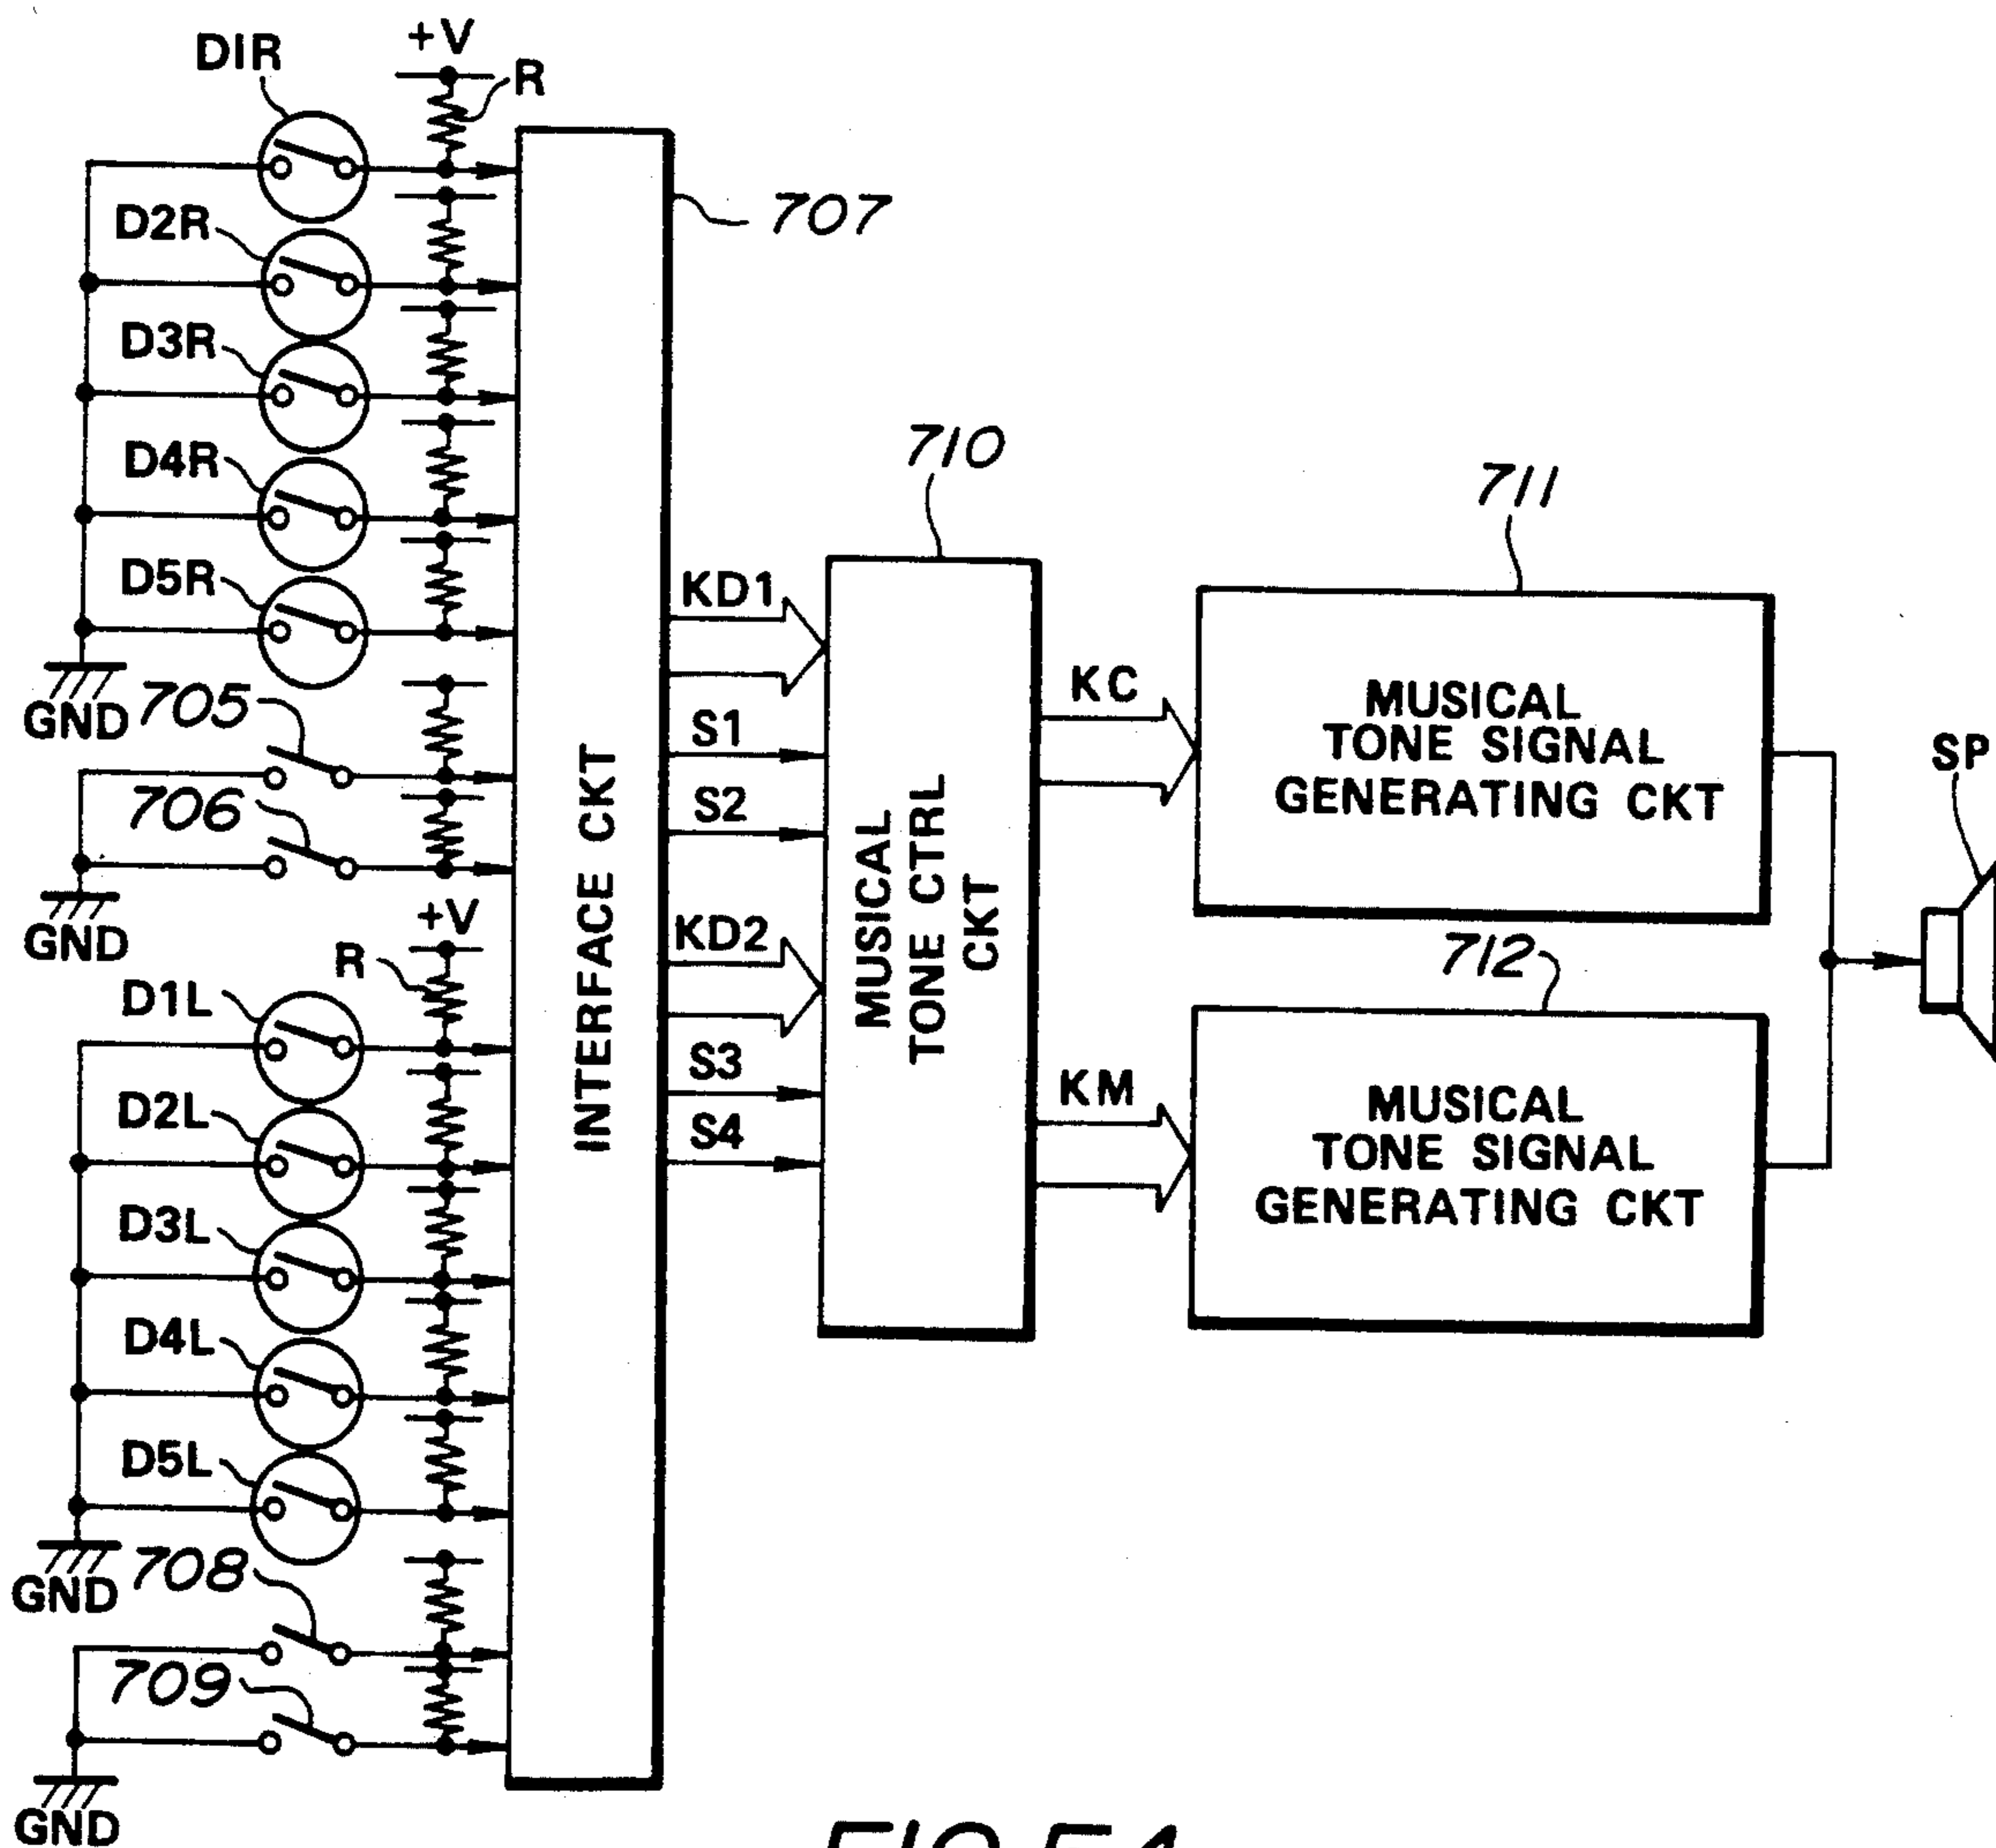 DIR
+V
R
D2R
D3R
D4R
D5R
GND
705
706
GND
+V
R
D1L
D2L
D3L
D4L
D5L
GND
708
709
GND
707
INTERFACE CKT
KD1
S1
S2
KD2
S3
S4
710
MUSICAL
TONE CTRL
CKT
KC
KM
711
MUSICAL
TONE SIGNAL
GENERATING CKT
712
MUSICAL
TONE SIGNAL
GENERATING CKT
SP